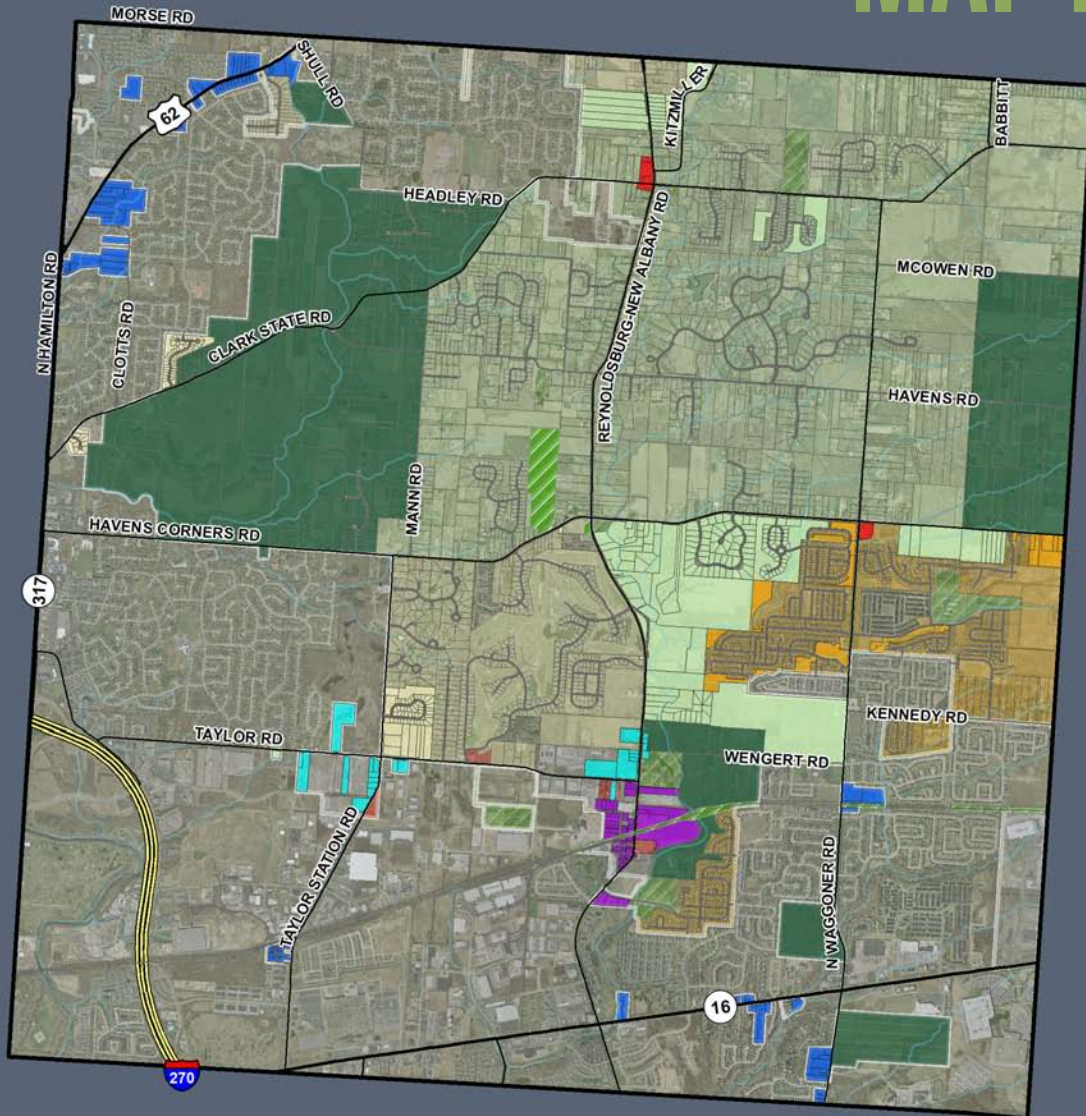 MORSE RD
SHULL RD
62
KITZMILLER
BABBITT
HEADLEY RD
N HAMILTON RD
CLOTTS RD
CLARK STATE RD
REYNOLDSBURG-NEW ALBANY RD
MCOWEN RD
HAVENS RD
MANN RD
HAVENS CORNERS RD
317
TAYLOR RD
KENNEDY RD
WENGERT RD
TAYLOR STATION RD
N WAGGONER RD
16
270